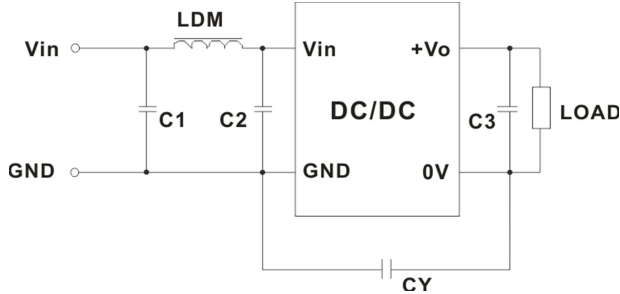 LDM
Vin
Vin
+Vo
C1
C2
DC/DC
C3
LOAD
GND
GND
0V
CY